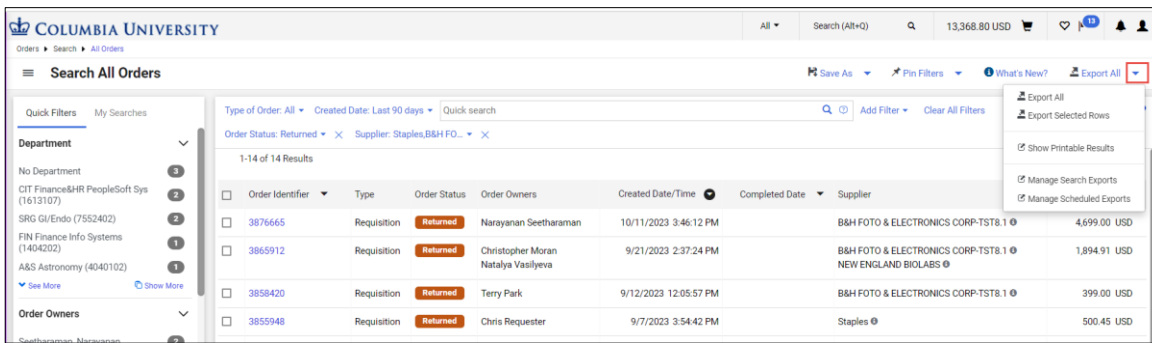 COLUMBIA UNIVERSITY
All
Search (Alt+Q)
13,368.80 USD
13
Orders
Search
All Orders
Search All Orders
Save As
Pin Filters
What's New?
Export All
Export All
Export Selected Rows
Show Printable Results
Manage Search Exports
Manage Scheduled Exports
Quick Filters
My Searches
Type of Order: All
Created Date: Last 90 days
Quick search
Add Filter
Clear All Filters
Order Status: Returned
Supplier: Staples,B&H FO...
Department
No Department 3
CIT Finance&HR PeopleSoft Sys (1613107) 2
SRG GI/Endo (7552402) 2
FIN Finance Info Systems (1404202) 1
A&S Astronomy (4040102) 1
See More
Show More
Order Owners
Seetharaman, Narayanan 2
1-14 of 14 Results
Order Identifier Type Order Status Order Owners Created Date/Time Completed Date Supplier
3876665 Requisition Returned Narayanan Seetharaman 10/11/2023 3:46:12 PM B&H FOTO & ELECTRONICS CORP-TST8.1 4,699.00 USD
3865912 Requisition Returned Christopher Moran 9/21/2023 2:37:24 PM B&H FOTO & ELECTRONICS CORP-TST8.1 1,894.91 USD
Natalya Vasilyeva NEW ENGLAND BIOLABS
3858420 Requisition Returned Terry Park 9/12/2023 12:05:57 PM B&H FOTO & ELECTRONICS CORP-TST8.1 399.00 USD
3855948 Requisition Returned Chris Requester 9/7/2023 3:54:42 PM Staples 500.45 USD